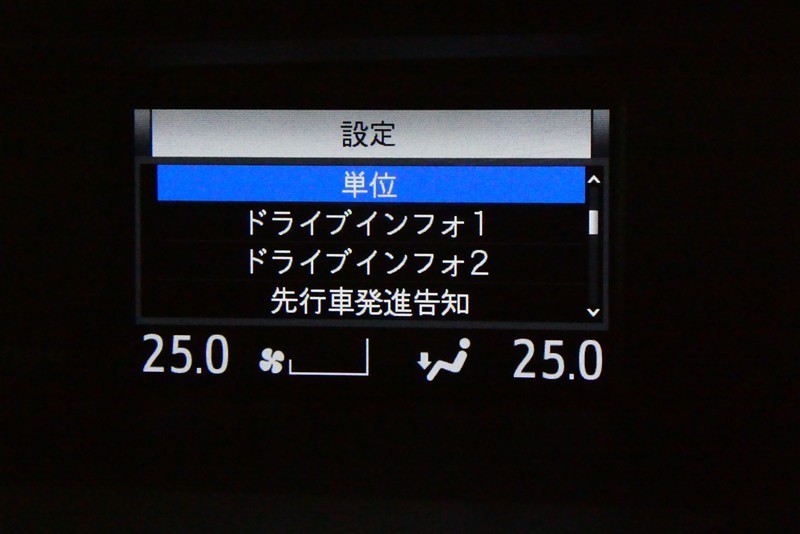 設定
単位
ドライブインフォ1
ドライブインフォ2
先行車発進告知
25.0 25.0